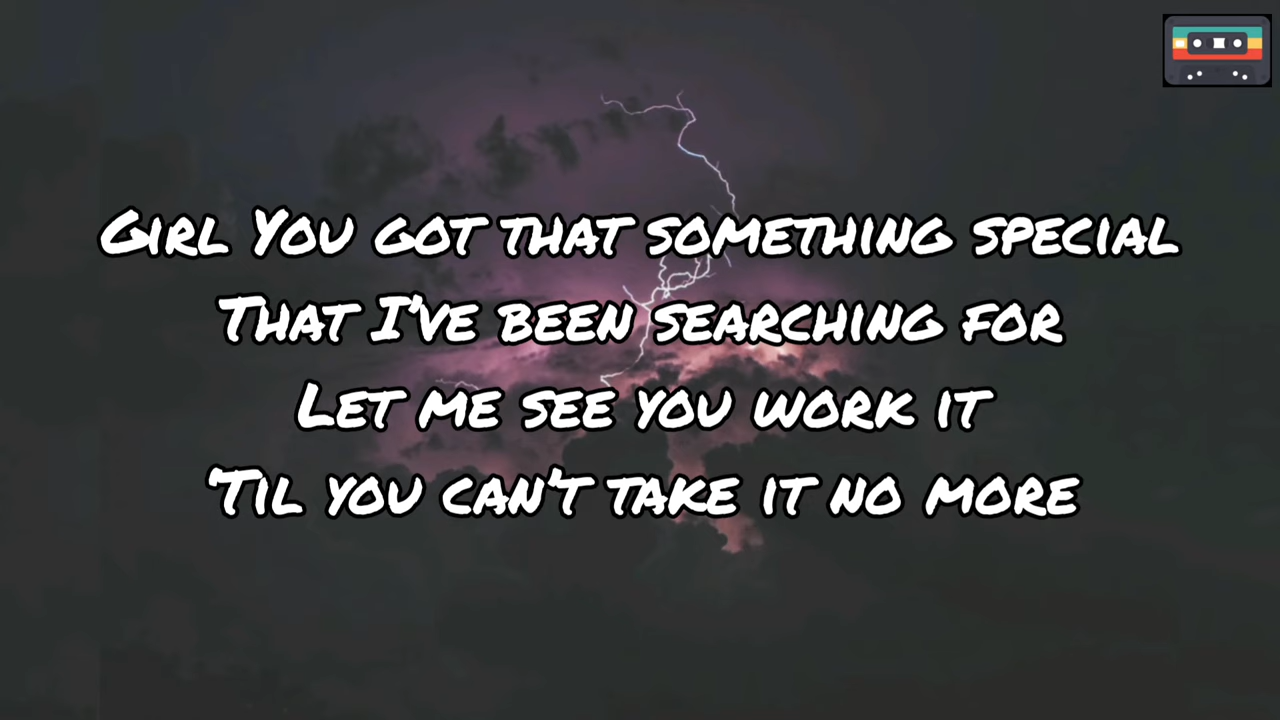 Girl You got that something special
That I've been searching for
Let me see you work it
'Til you can't take it no more